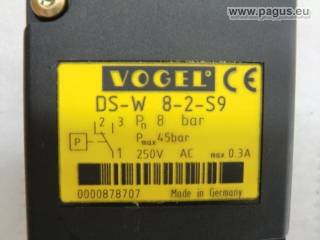 www.pagus.eu
VOGEL CE
DS-W 8-2-S9
2 3 Pn 8 bar
P Pmax 45bar
1 250V AC max 0.3A
0000878707 Made in Germany